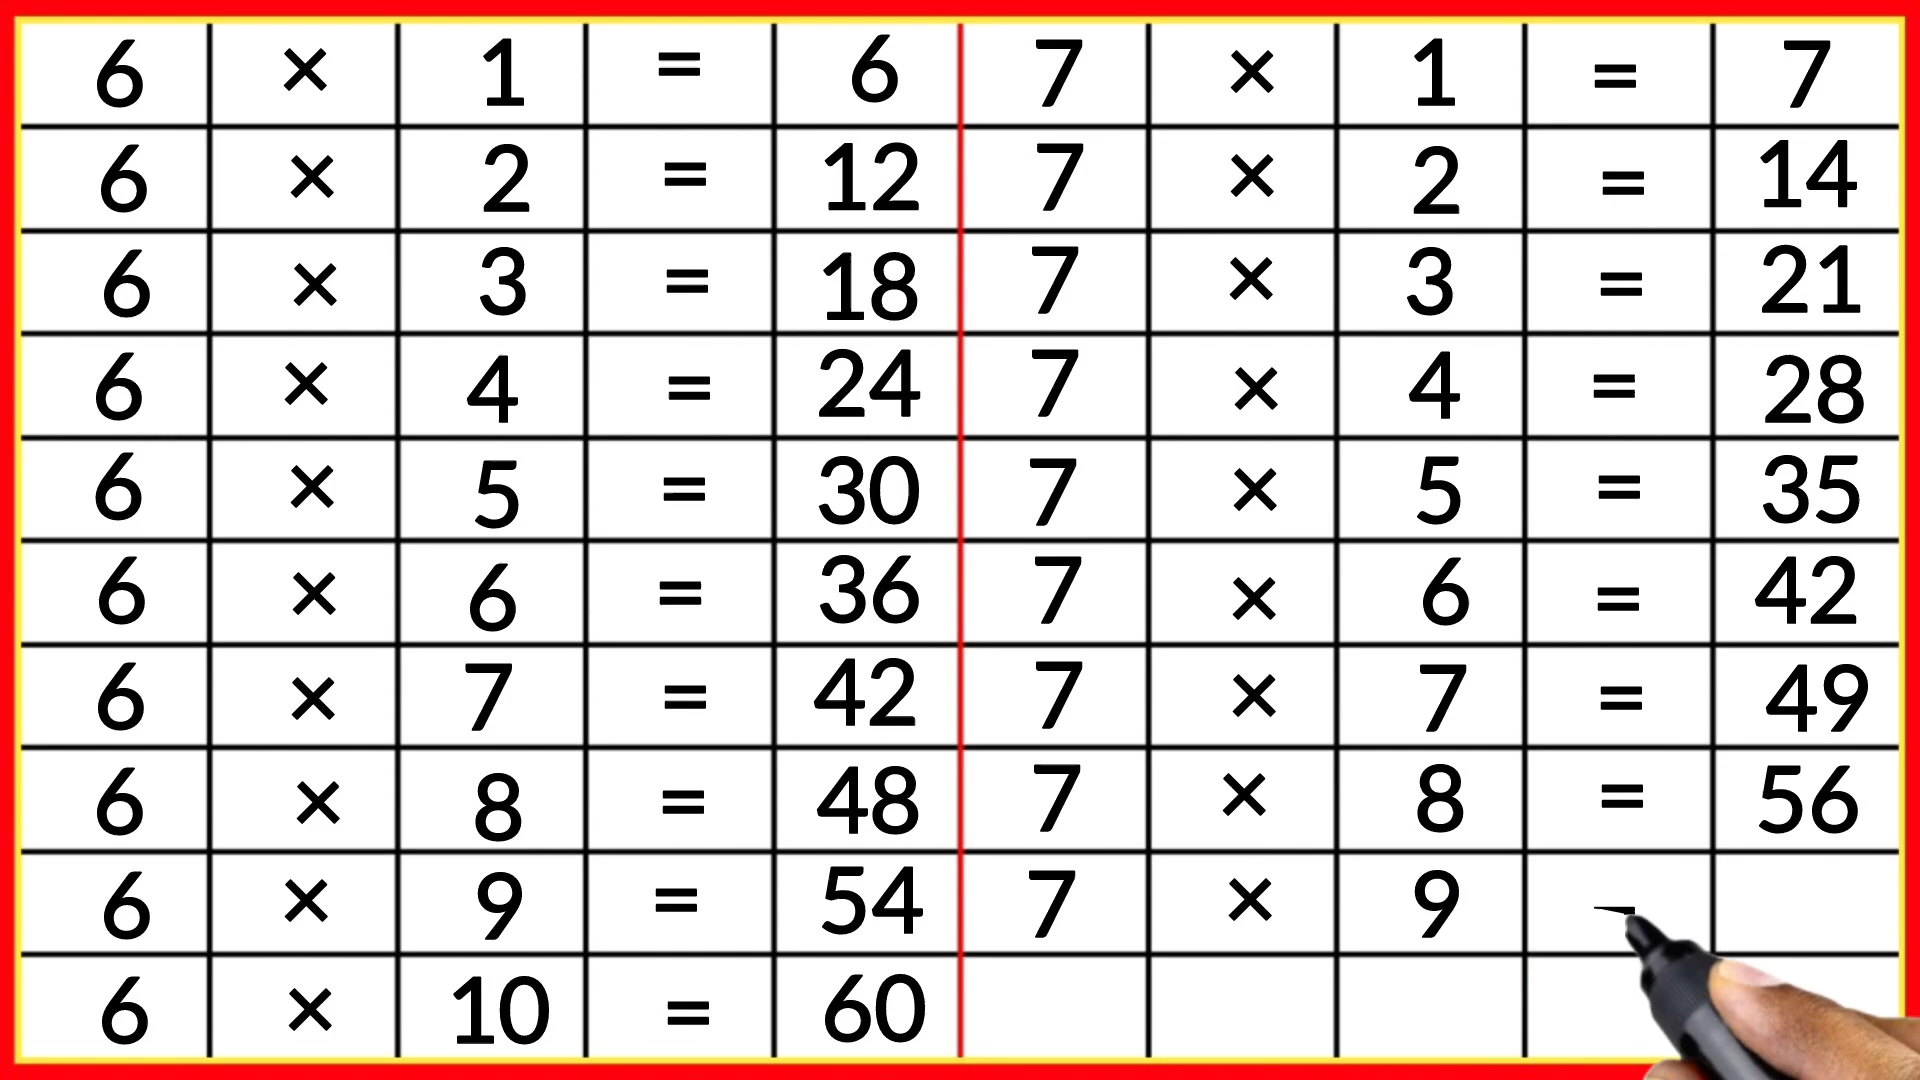 6 × 1 = 6 7 × 1 = 7
6 × 2 = 12 7 × 2 = 14
6 × 3 = 18 7 × 3 = 21
6 × 4 = 24 7 × 4 = 28
6 × 5 = 30 7 × 5 = 35
6 × 6 = 36 7 × 6 = 42
6 × 7 = 42 7 × 7 = 49
6 × 8 = 48 7 × 8 = 56
6 × 9 = 54 7 × 9
6 × 10 = 60